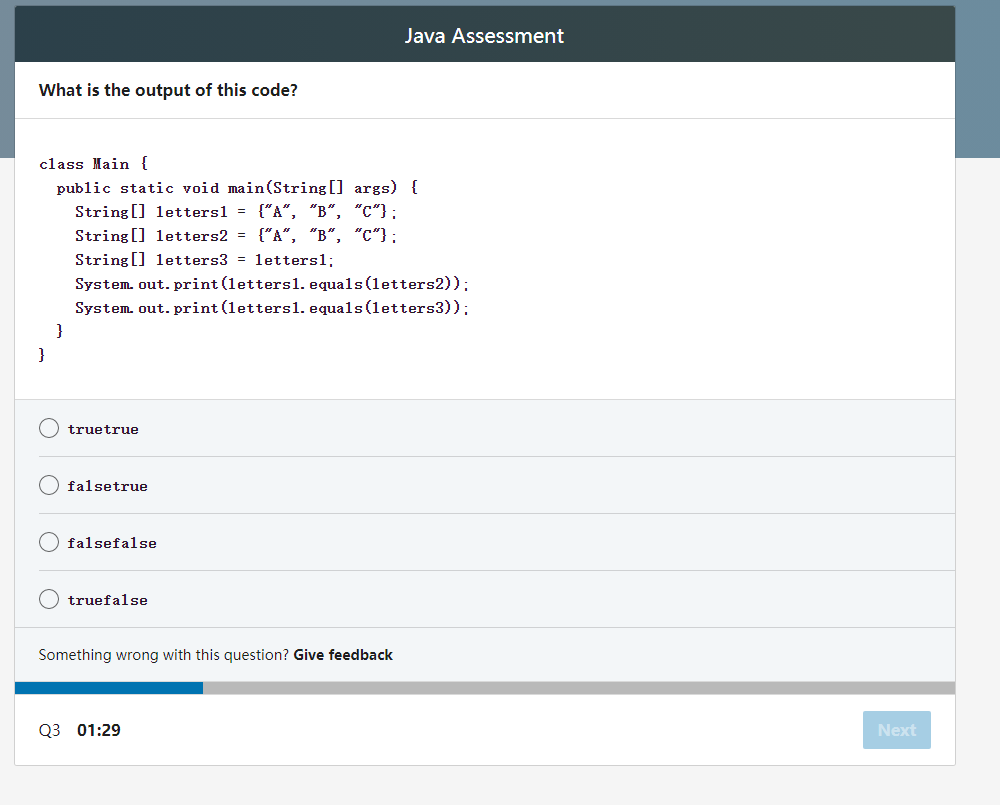 Java Assessment
What is the output of this code?
class Main {
  public static void main(String[] args) {
    String[] letters1 = {"A", "B", "C"};
    String[] letters2 = {"A", "B", "C"};
    String[] letters3 = letters1;
    System.out.print(letters1.equals(letters2));
    System.out.print(letters1.equals(letters3));
  }
}
truetrue
falsetrue
falsefalse
truefalse
Something wrong with this question? Give feedback
Q3 01:29 Next